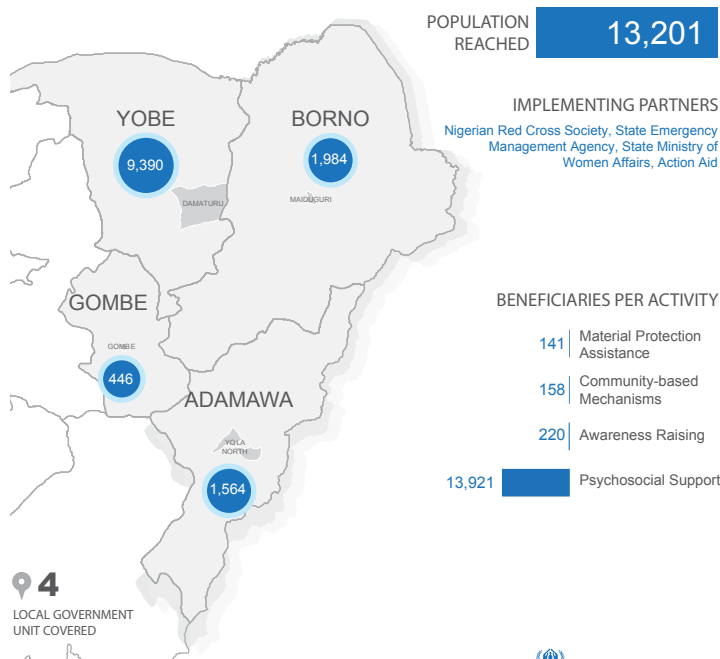 POPULATION
REACHED
13,201
IMPLEMENTING PARTNERS
Nigerian Red Cross Society, State Emergency
Management Agency, State Ministry of
Women Affairs, Action Aid
YOBE
9,390
DAMATURU
BORNO
1,984
MAIDUGURI
GOMBE
GOMBE
446
ADAMAWA
YOLA
NORTH
1,564
BENEFICIARIES PER ACTIVITY
141 Material Protection
Assistance
158 Community-based
Mechanisms
220 Awareness Raising
13,921 Psychosocial Support
4
LOCAL GOVERNMENT
UNIT COVERED